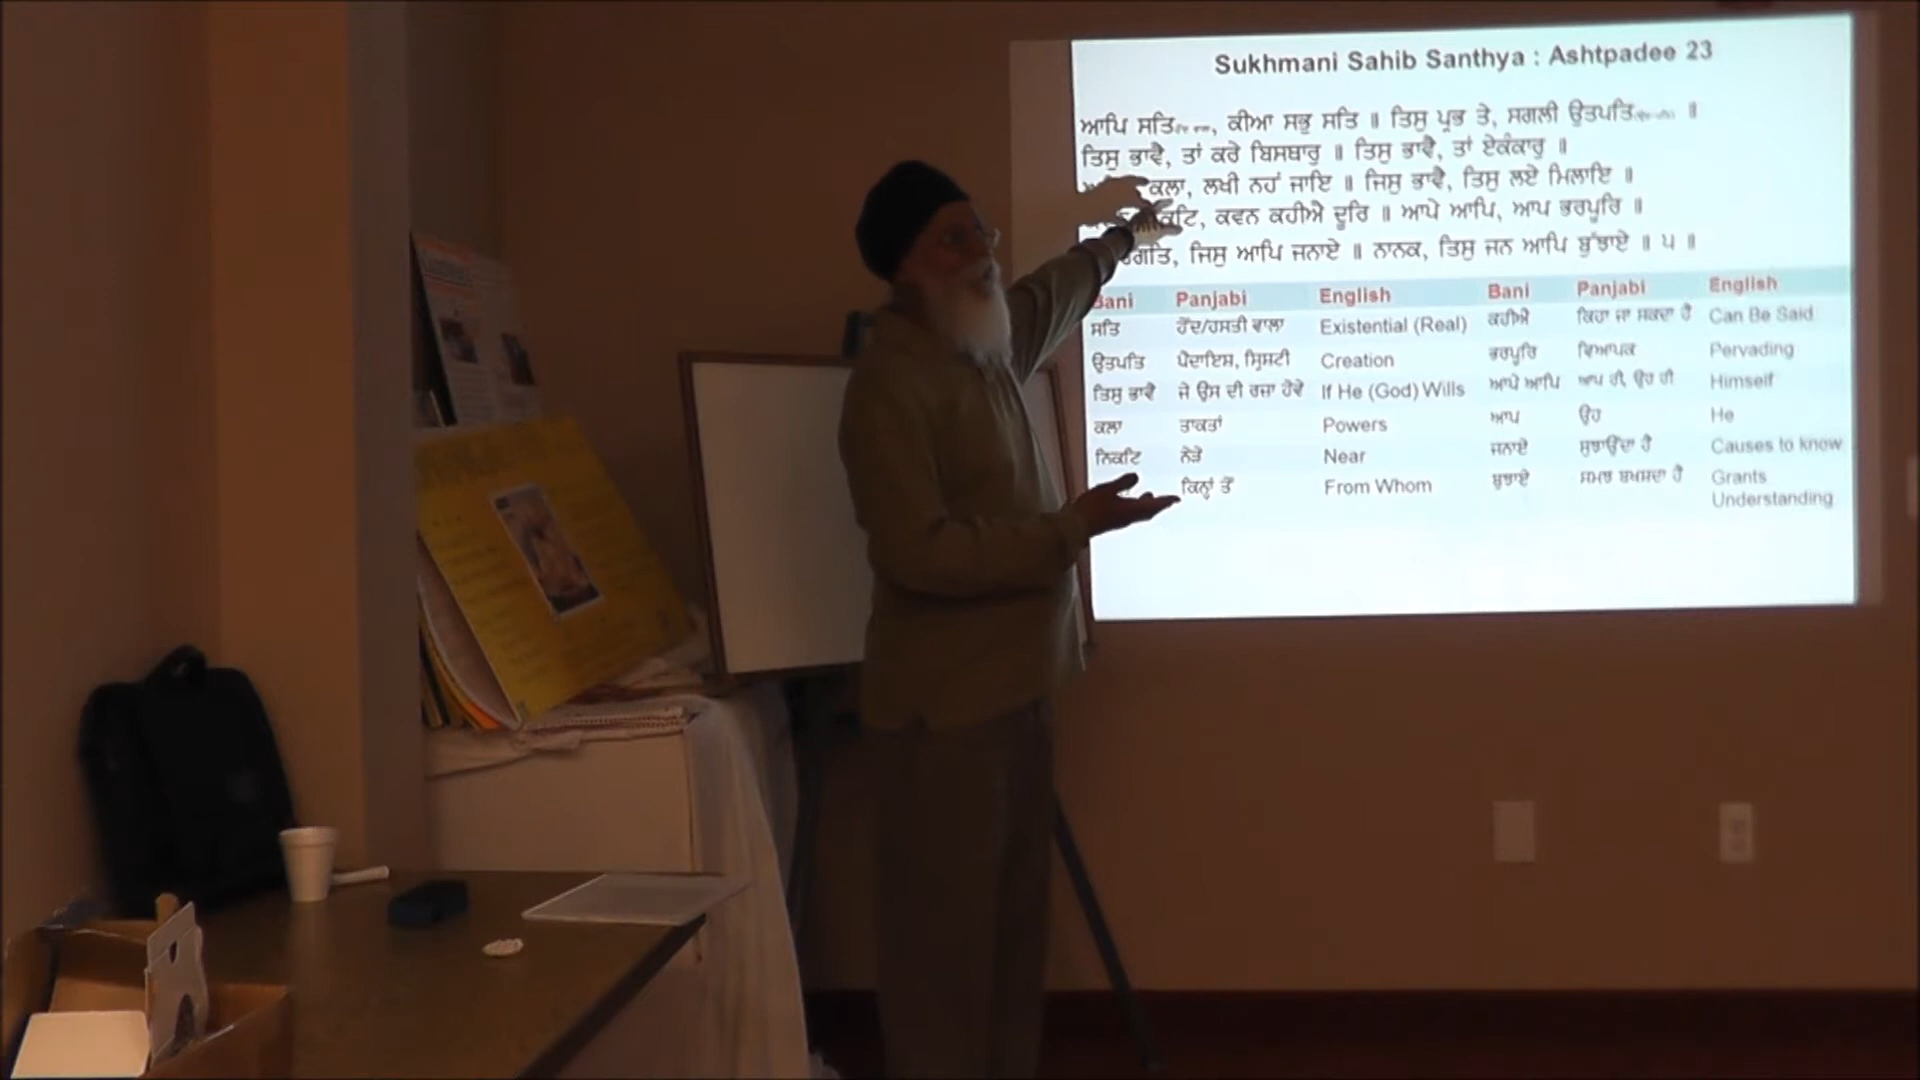 Sukhmani Sahib Santhya : Ashtpadee 23
ਆਪਿ ਸਤਿ, ਕੀਆ ਸਭੁ ਸਤਿ ॥ ਤਿਸੁ ਪ੍ਰਭ ਤੇ, ਸਗਲੀ ਉਤਪਤਿ ॥
ਤਿਸੁ ਭਾਵੈ, ਤਾਂ ਕਰੇ ਬਿਸਥਾਰੁ ॥ ਤਿਸੁ ਭਾਵੈ, ਤਾਂ ਏਕੰਕਾਰੁ ॥
ਕਲਾ, ਲਖੀ ਨਹਂ ਜਾਇ ॥ ਜਿਸੁ ਭਾਵੈ, ਤਿਸੁ ਲਏ ਮਿਲਾਇ ॥
ਕਵਨ ਕਹੀਐ ਦੂਰਿ ॥ ਆਪੇ ਆਪਿ, ਆਪ ਭਰਪੂਰਿ ॥
ਜਿਸੁ ਆਪਿ ਜਨਾਏ ॥ ਨਾਨਕ, ਤਿਸੁ ਜਨ ਆਪਿ ਬੁੱਝਾਏ ॥ ੫ ॥
Bani Panjabi English Bani Panjabi English
ਸਤਿ ਹੋਂਦ/ਹਸਤੀ ਵਾਲਾ Existential (Real) ਕਹੀਐ ਕਿਹਾ ਜਾ ਸਕਦਾ ਹੈ Can Be Said
ਉਤਪਤਿ ਪੈਦਾਇਸ਼, ਸ੍ਰਿਸ਼ਟੀ Creation ਭਰਪੂਰਿ ਵਿਆਪਕ Pervading
ਤਿਸੁ ਭਾਵੈ ਜੇ ਉਸ ਦੀ ਰਜ਼ਾ ਹੋਵੇ If He (God) Wills ਆਪੇ ਆਪਿ ਆਪ ਹੀ, ਉਹ ਹੀ Himself
ਕਲਾ ਤਾਕਤਾਂ Powers ਆਪ ਉਹ He
ਨਿਕਟਿ ਨੇੜੇ Near ਜਨਾਏ ਸੁਝਾਉਂਦਾ ਹੈ Causes to know
ਕਿਨ੍ਹਾਂ ਤੋਂ From Whom ਬੁਝਾਏ ਸਮਝ ਬਖਸ਼ਦਾ ਹੈ Grants
Understanding